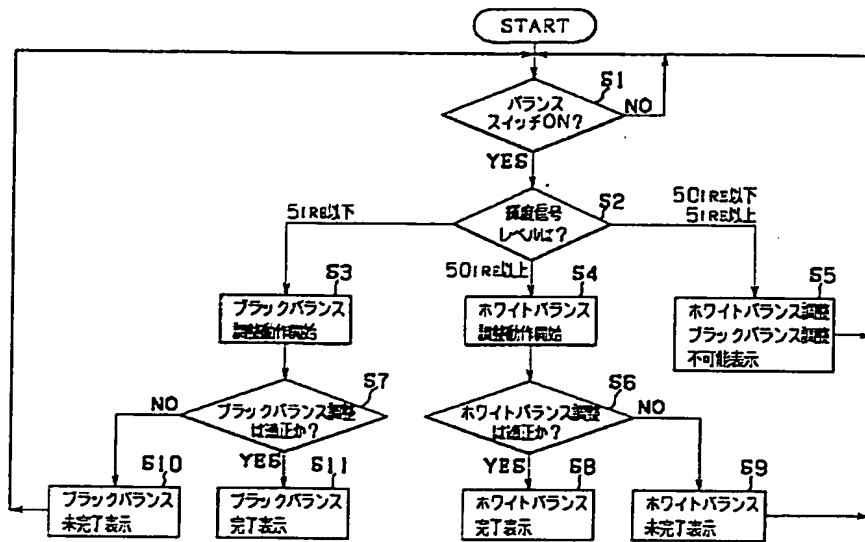 START
S1
バランス
スイッチON?
NO
YES
S2
輝度信号
レベルは?
5IRE以下
50IRE以上
50IRE以下
5IRE以上
S3
ブラックバランス
調整動作開始
S4
ホワイトバランス
調整動作開始
S5
ホワイトバランス調整
ブラックバランス調整
不可能表示
S7
ブラックバランス調整
は適正か?
NO
YES
S6
ホワイトバランス調整
は適正か?
NO
YES
S10
ブラックバランス
未完了表示
S11
ブラックバランス
完了表示
S8
ホワイトバランス
完了表示
S9
ホワイトバランス
未完了表示